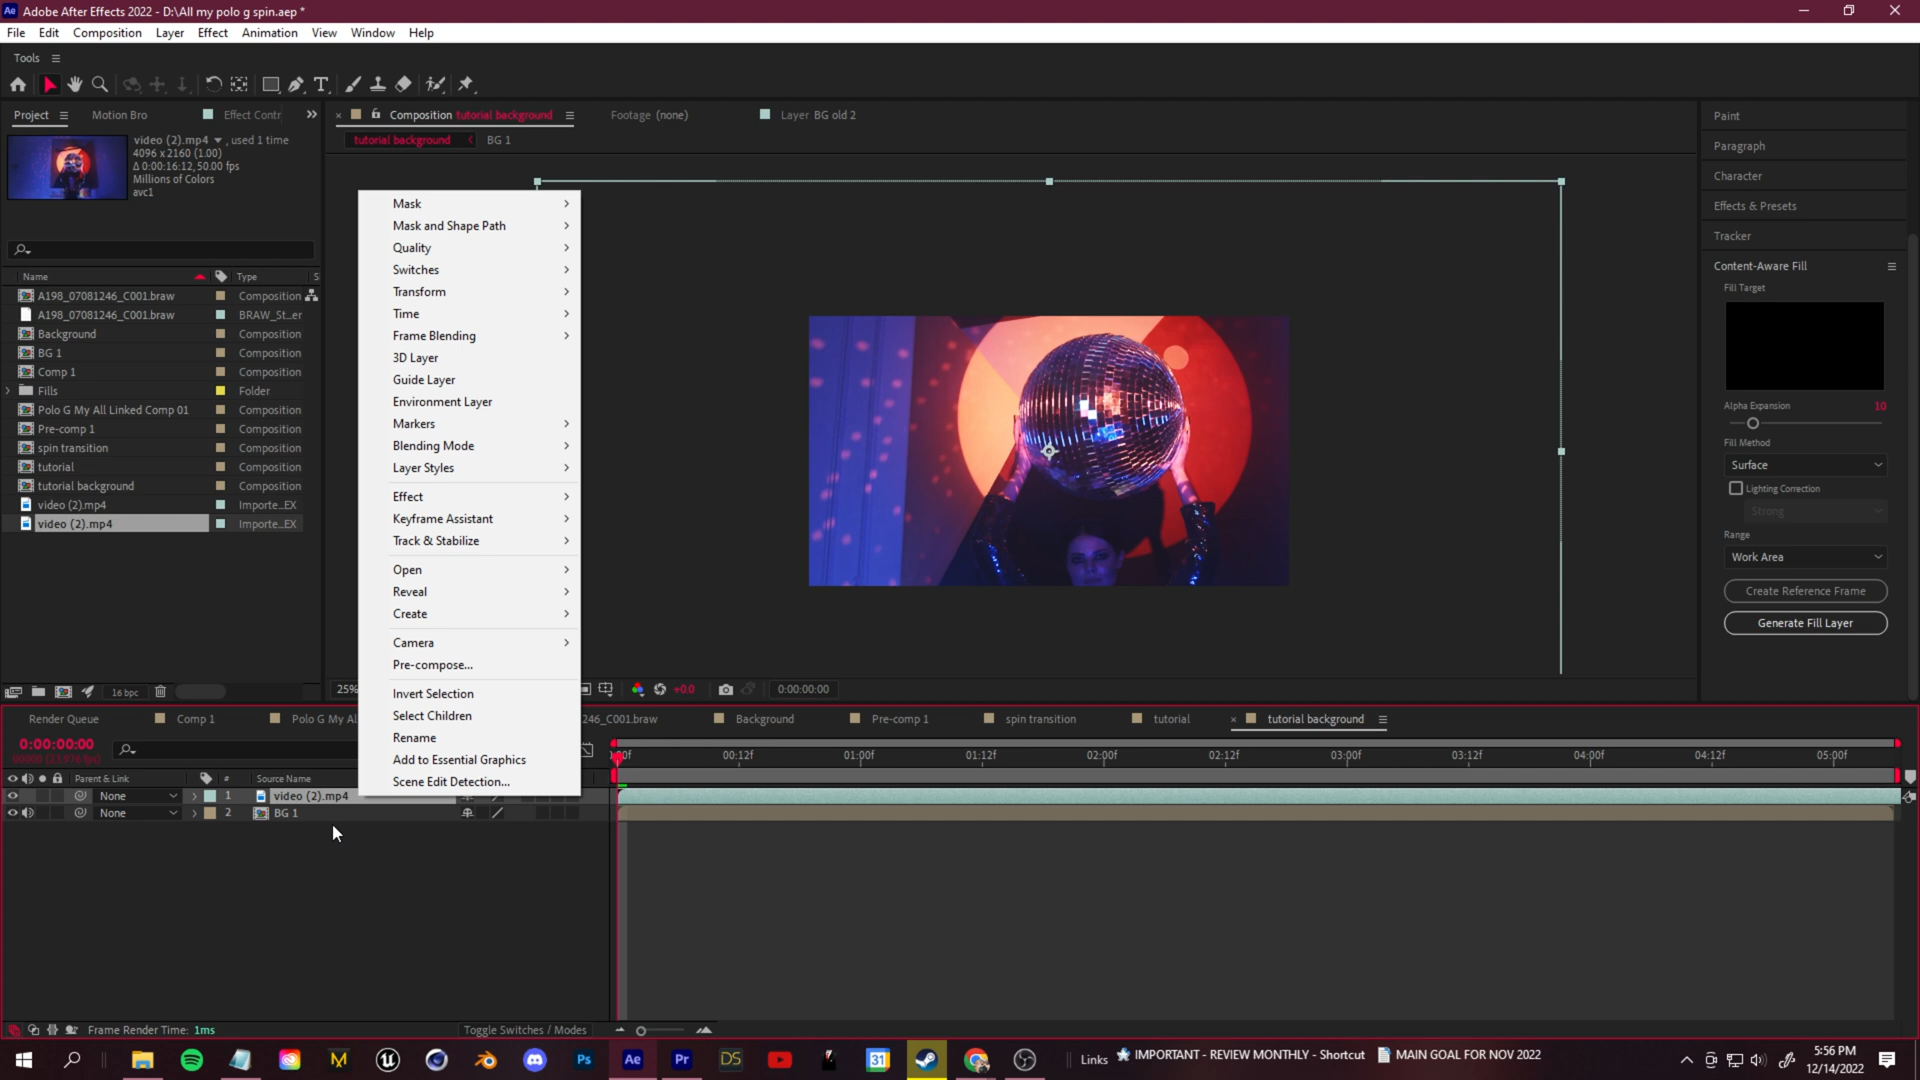 Ae Adobe After Effects 2022 - D:\All my polo g spin.aep *
File Edit Composition Layer Effect Animation View Window Help
Tools
Project Motion Bro Effect Contr
Composition tutorial background Footage (none) Layer BG old 2
tutorial background BG 1
video (2).mp4 , used 1 time
4096 x 2160 (1.00)
Δ 0:00:16:12, 50.00 fps
Millions of Colors
avc1
Name Type S
A198_07081246_C001.braw Composition
A198_07081246_C001.braw BRAW_St...er
Background Composition
BG 1 Composition
Comp 1 Composition
Fills Folder
Polo G My All Linked Comp 01 Composition
Pre-comp 1 Composition
spin transition Composition
tutorial Composition
tutorial background Composition
video (2).mp4 Importe...EX
video (2).mp4 Importe...EX
16 bpc
Mask
Mask and Shape Path
Quality
Switches
Transform
Time
Frame Blending
3D Layer
Guide Layer
Environment Layer
Markers
Blending Mode
Layer Styles
Effect
Keyframe Assistant
Track & Stabilize
Open
Reveal
Create
Camera
Pre-compose...
Invert Selection
Select Children
Rename
Add to Essential Graphics
Scene Edit Detection...
25% +0.0 0:00:00:00
Paint
Paragraph
Character
Effects & Presets
Tracker
Content-Aware Fill
Fill Target
Alpha Expansion 10
Fill Method
Surface
Lighting Correction
Strong
Range
Work Area
Create Reference Frame
Generate Fill Layer
Render Queue Comp 1 Polo G My Al 246_C001.braw Background Pre-comp 1 spin transition tutorial tutorial background
0:00:00:00
00000 (23.976 fps)
:00f 00:12f 01:00f 01:12f 02:00f 02:12f 03:00f 03:12f 04:00f 04:12f 05:00f
Parent & Link # Source Name
None 1 video (2).mp4
None 2 BG 1
Frame Render Time: 1ms Toggle Switches / Modes
Ps Ae Pr DS 31 Links IMPORTANT - REVIEW MONTHLY - Shortcut MAIN GOAL FOR NOV 2022
5:56 PM
12/14/2022